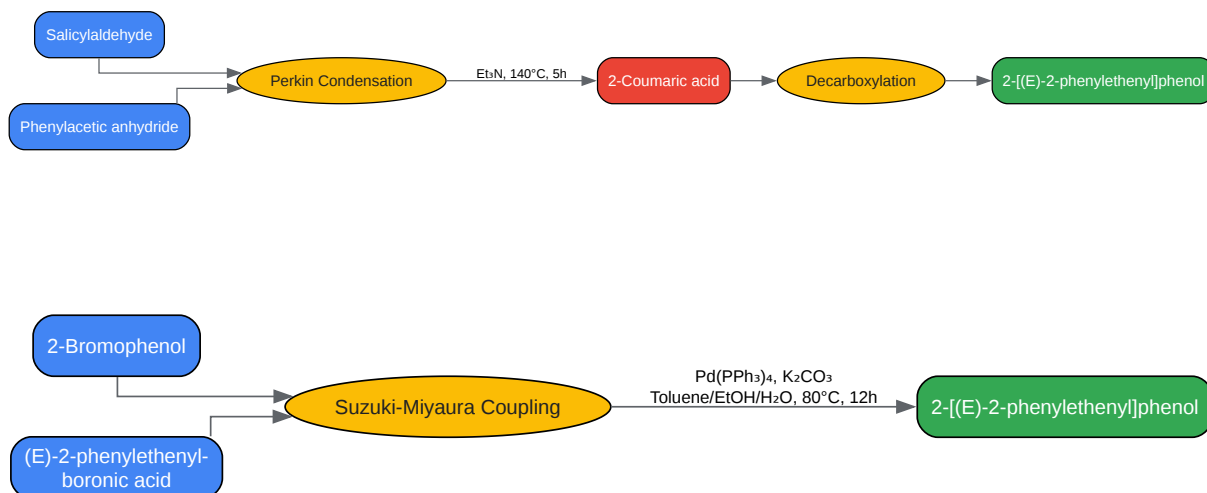 Salicylaldehyde
Phenylacetic anhydride
Perkin Condensation
Et₃N, 140°C, 5h
2-Coumaric acid
Decarboxylation
2-[(E)-2-phenylethenyl]phenol
2-Bromophenol
(E)-2-phenylethenyl-
boronic acid
Suzuki-Miyaura Coupling
Pd(PPh₃)₄, K₂CO₃
Toluene/EtOH/H₂O, 80°C, 12h
2-[(E)-2-phenylethenyl]phenol